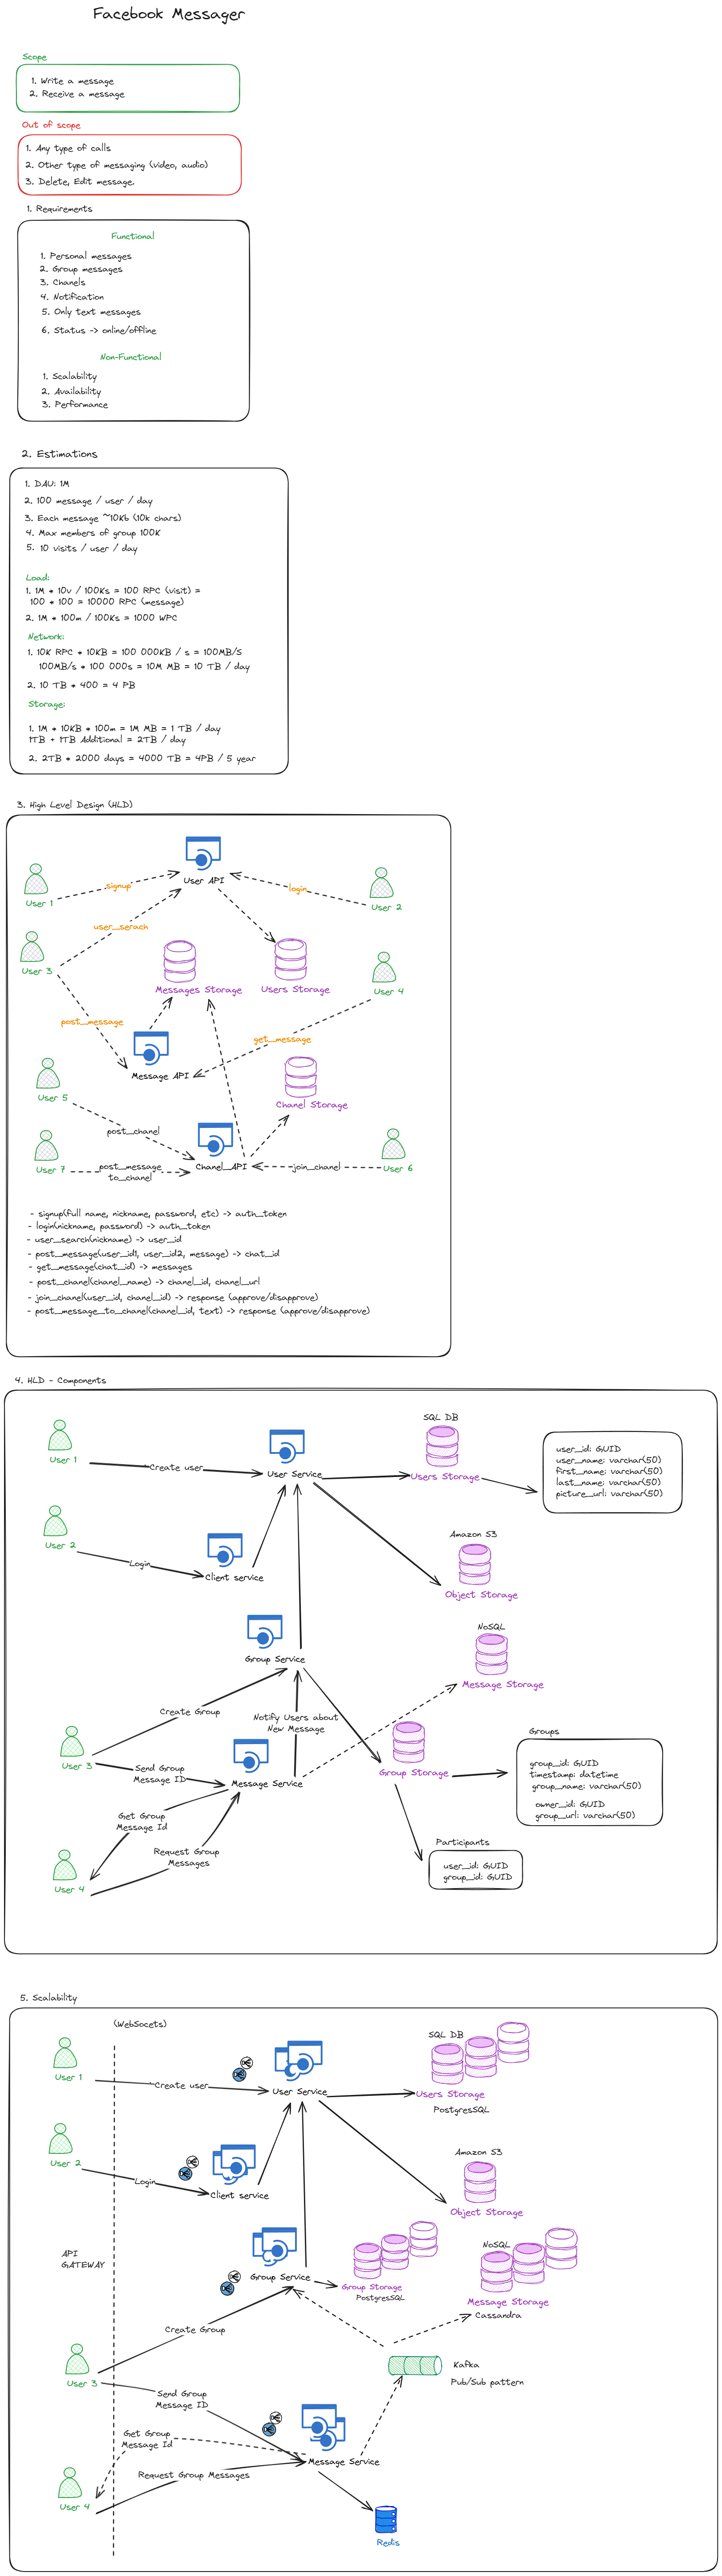 Facebook Messager
Scope
1. Write a message
2. Receive a message
Out of scope
1. Any type of calls
2. Other type of messaging (video, audio)
3. Delete, Edit message.
1. Requirements
Functional
1. Personal messages
2. Group messages
3. Chanels
4. Notification
5. Only text messages
6. Status -> online/offline
Non-Functional
1. Scalability
2. Availability
3. Performance
2. Estimations
1. DAU: 1M
2. 100 message / user / day
3. Each message ~10Kb (10k chars)
4. Max members of group 100K
5. 10 visits / user / day
Load:
1. 1M * 10v / 100Ks = 100 RPC (visit) =
100 * 100 = 10000 RPC (message)
2. 1M * 100m / 100Ks = 1000 WPC
Network:
1. 10K RPC * 10KB = 100 000KB / s = 100MB/S
100MB/s * 100 000s = 10M MB = 10 TB / day
2. 10 TB * 400 = 4 PB
Storage:
1. 1M * 10KB * 100m = 1M MB = 1 TB / day
1TB + 1TB Additional = 2TB / day
2. 2TB * 2000 days = 4000 TB = 4PB / 5 year
3. High Level Design (HLD)
User API
User 1
signup
login
User 2
user_serach
User 3
Messages Storage
Users Storage
User 4
post_message
get_message
Message API
User 5
Chanel Storage
post_chanel
User 7
post_message
to_chanel
Chanel_API
join_chanel
User 6
- signup(full name, nickname, password, etc) -> auth_token
- login(nickname, password) -> auth_token
- user_search(nickname) -> user_id
- post_message(user_id1, user_id2, message) -> chat_id
- get_message(chat_id) -> messages
- post_chanel(chanel_name) -> chanel_id, chanel_url
- join_chanel(user_id, chanel_id) -> response (approve/disapprove)
- post_message_to_chanel(chanel_id, text) -> response (approve/disapprove)
4. HLD - Components
SQL DB
User 1
Create user
User Service
Users Storage
user_id: GUID
user_name: varchar(50)
first_name: varchar(50)
last_name: varchar(50)
picture_url: varchar(50)
User 2
Login
Client service
Amazon S3
Object Storage
NoSQL
Group Service
Message Storage
Create Group
Notify Users about
New Message
Groups
User 3
Send Group
Message ID
Message Service
Group Storage
group_id: GUID
timestamp: datetime
group_name: varchar(50)
owner_id: GUID
group_url: varchar(50)
Get Group
Message Id
Request Group
Messages
Participants
user_id: GUID
group_id: GUID
User 4
5. Scalability
(WebSocets)
SQL DB
User 1
Create user
User Service
Users Storage
PostgresSQL
User 2
Login
Client service
Amazon S3
Object Storage
API
GATEWAY
NoSQL
Group Service
Group Storage
PostgresSQL
Message Storage
Cassandra
Create Group
Kafka
Pub/Sub pattern
User 3
Send Group
Message ID
Get Group
Message Id
Message Service
Request Group Messages
User 4
Redis